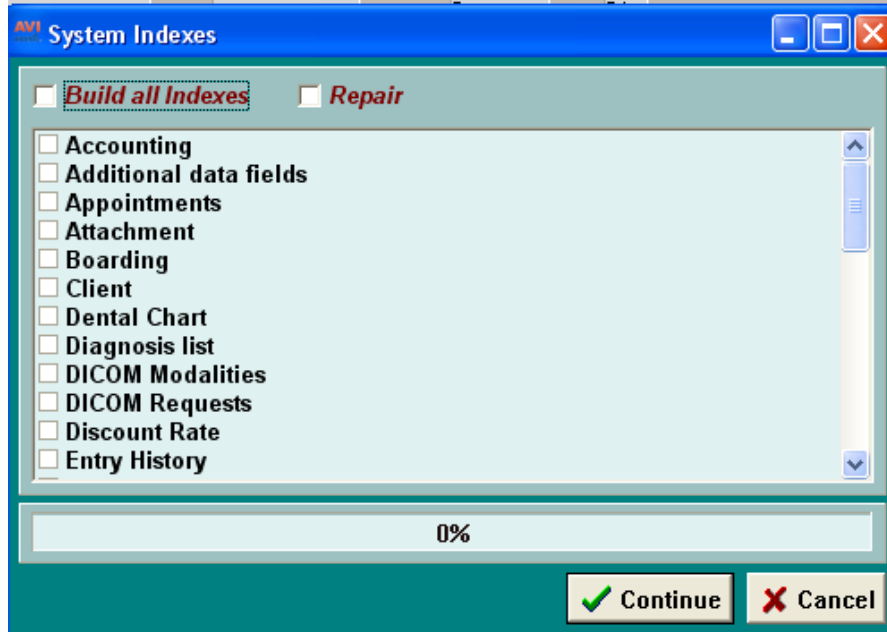 AVI System Indexes
Build all Indexes Repair
Accounting
Additional data fields
Appointments
Attachment
Boarding
Client
Dental Chart
Diagnosis list
DICOM Modalities
DICOM Requests
Discount Rate
Entry History
0%
Continue Cancel